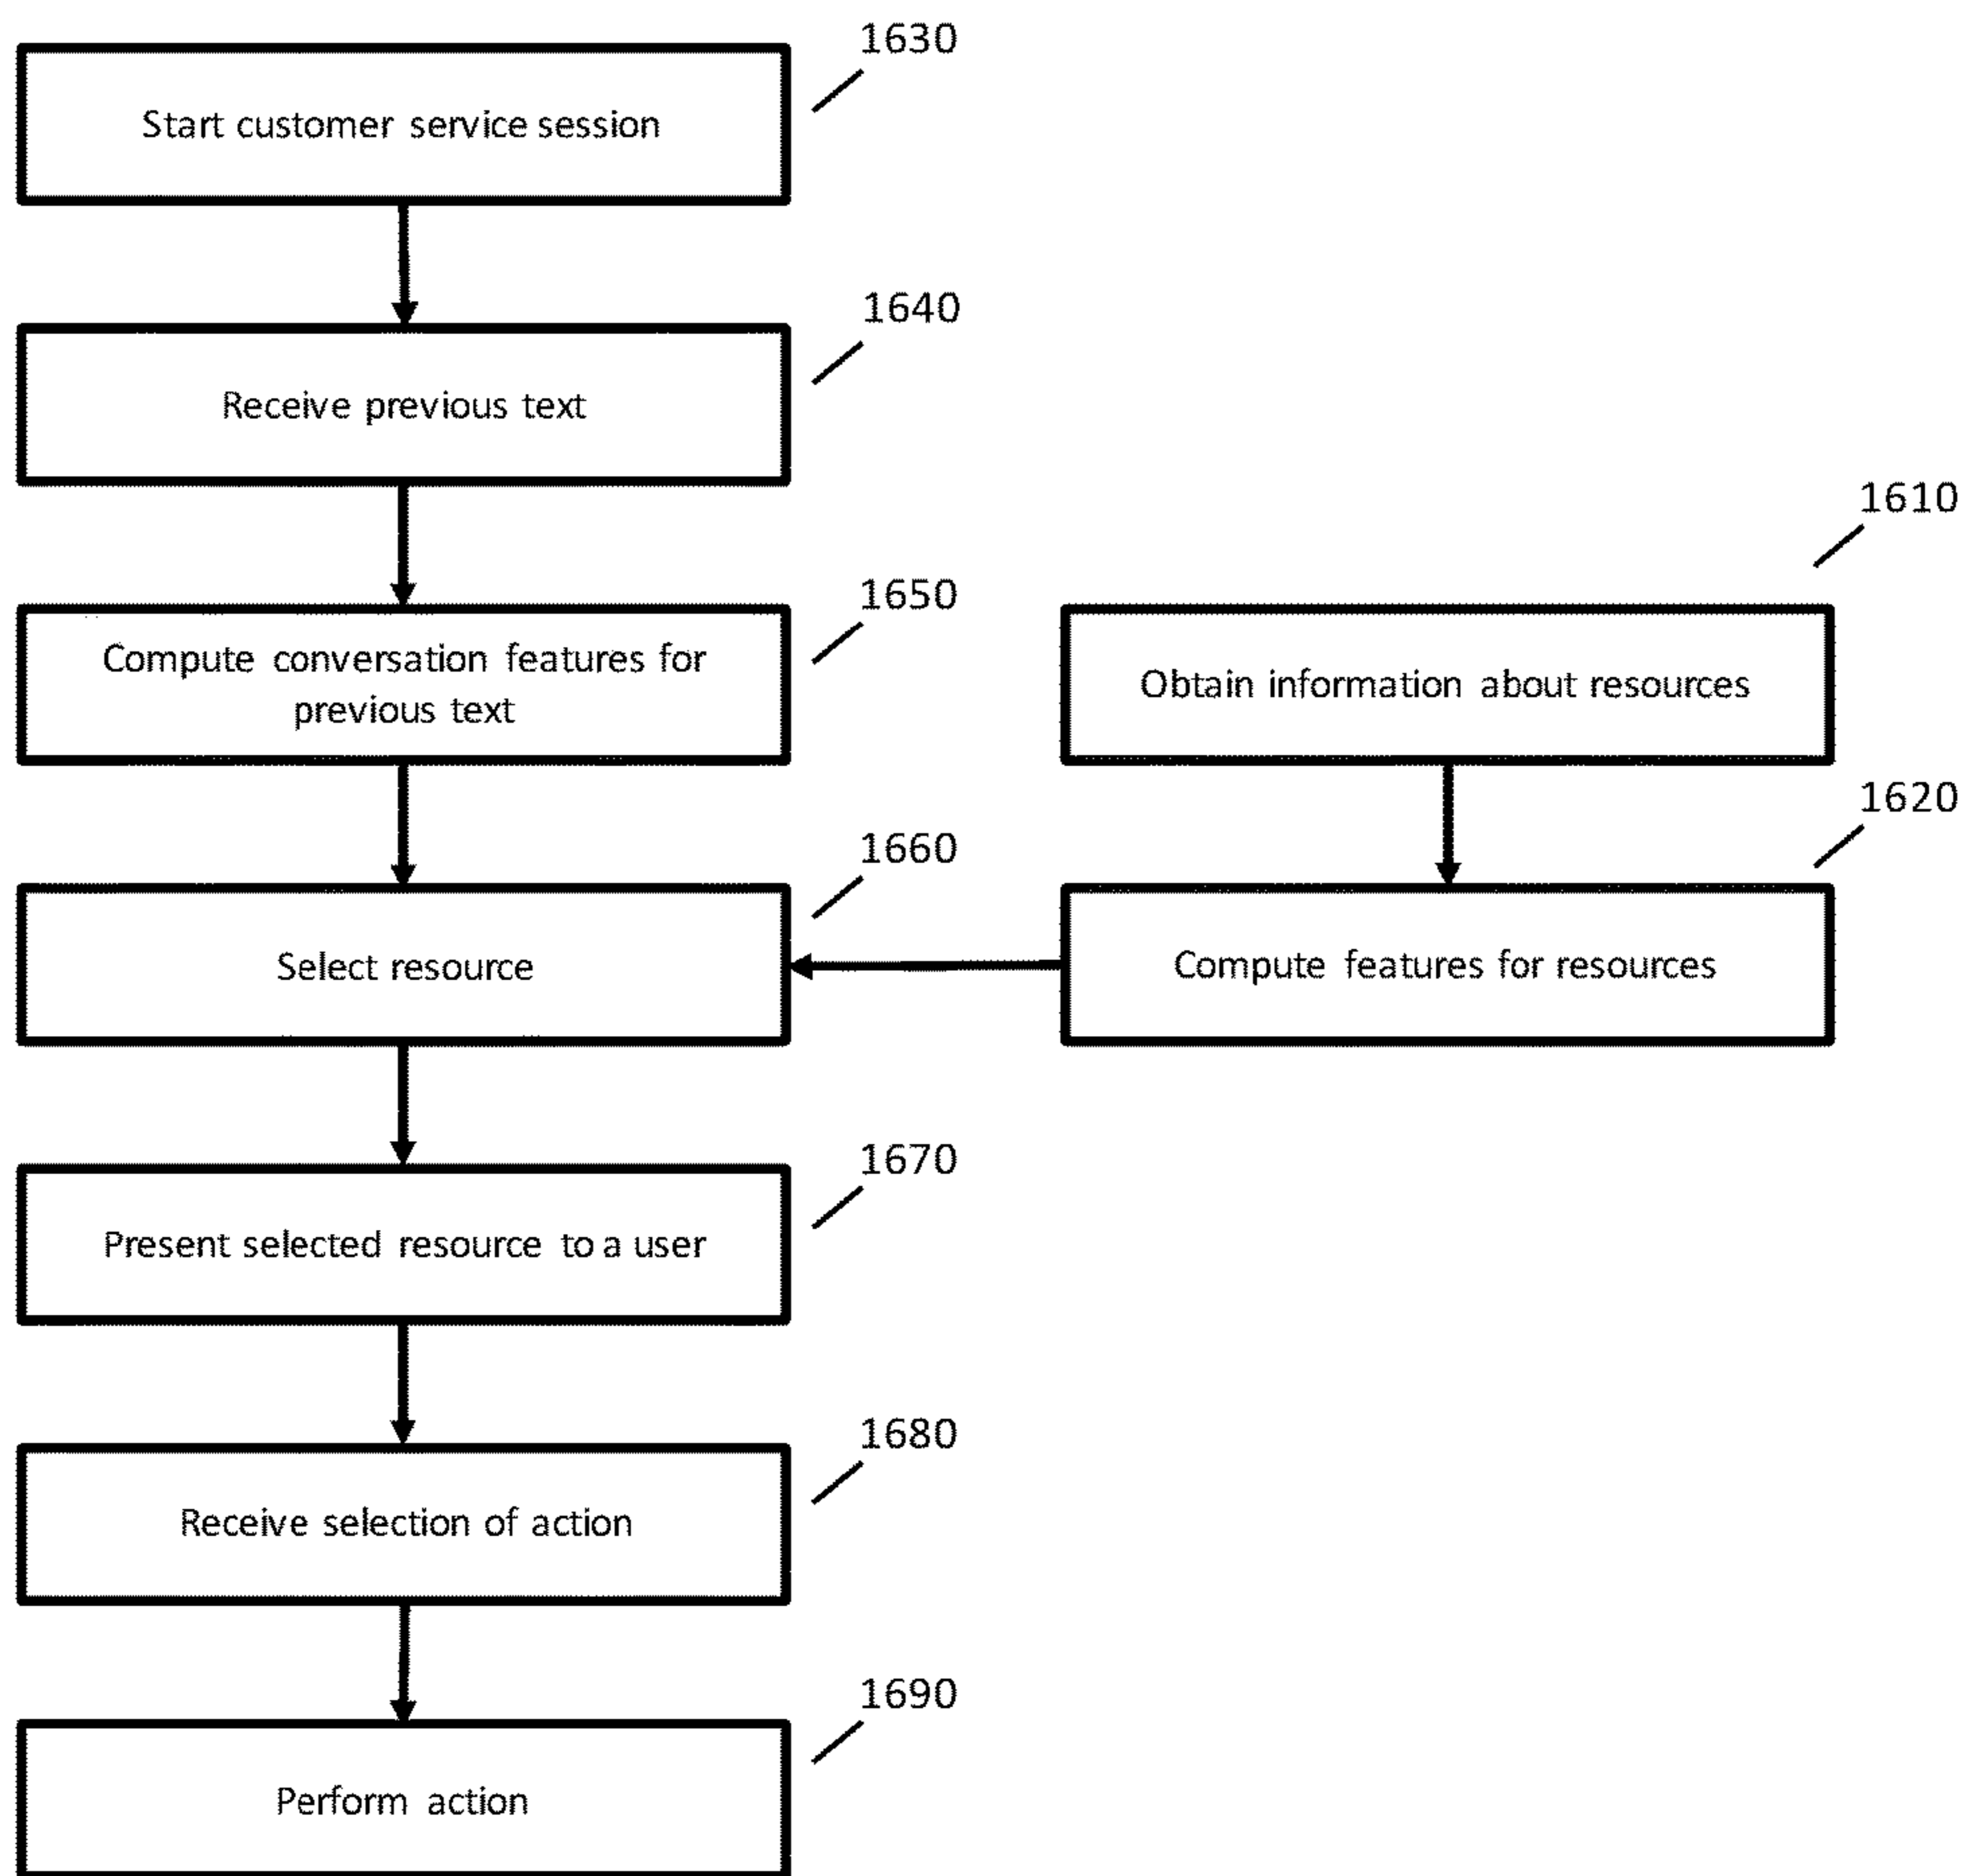 1630
Start customer service session
1640
Receive previous text
1610
1650
Compute conversation features for
previous text
Obtain information about resources
1620
1660
Select resource
Compute features for resources
1670
Present selected resource to a user
1680
Receive selection of action
1690
Perform action